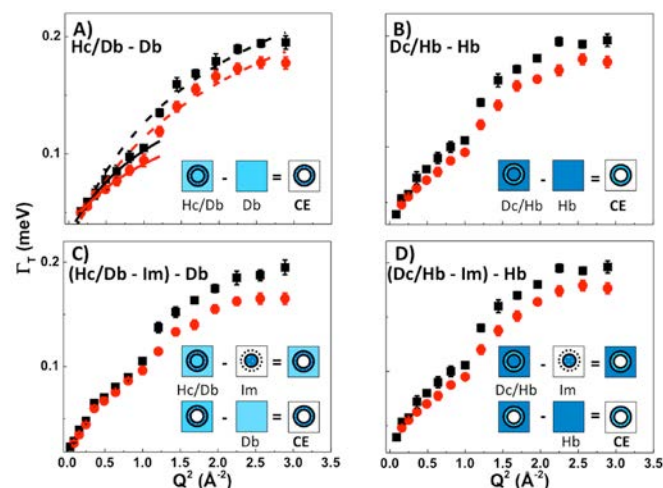 A)
Hc/Db - Db
0.2
0.1
Hc/Db - Db = CE
B)
Dc/Hb - Hb
Dc/Hb - Hb = CE
ΓT (meV)
C)
(Hc/Db - Im) - Db
0.2
0.1
Hc/Db - Im =
- Db = CE
0.0 0.5 1.0 1.5 2.0 2.5 3.0
Q² (Å⁻²)
D)
(Dc/Hb - Im) - Hb
Dc/Hb - Im =
- Hb = CE
0.0 0.5 1.0 1.5 2.0 2.5 3.0 3.5
Q² (Å⁻²)